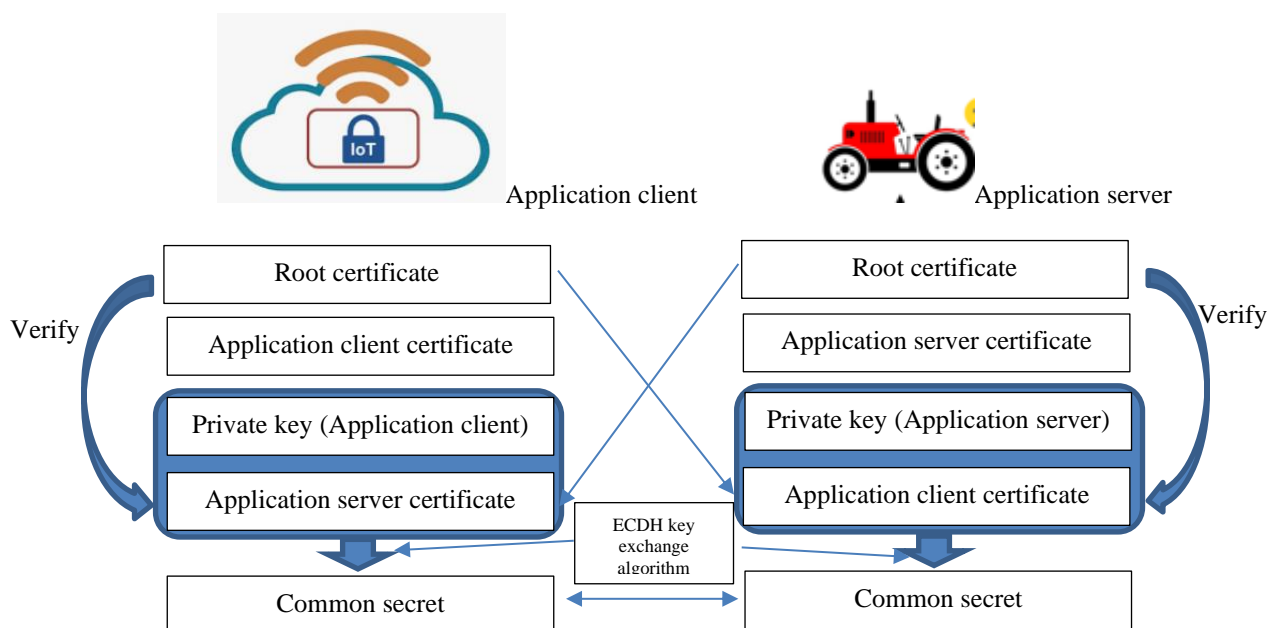 IoT
Application client
Application server
Root certificate
Root certificate
Verify
Verify
Application client certificate
Application server certificate
Private key (Application client)
Private key (Application server)
Application server certificate
Application client certificate
ECDH key
exchange
algorithm
Common secret
Common secret